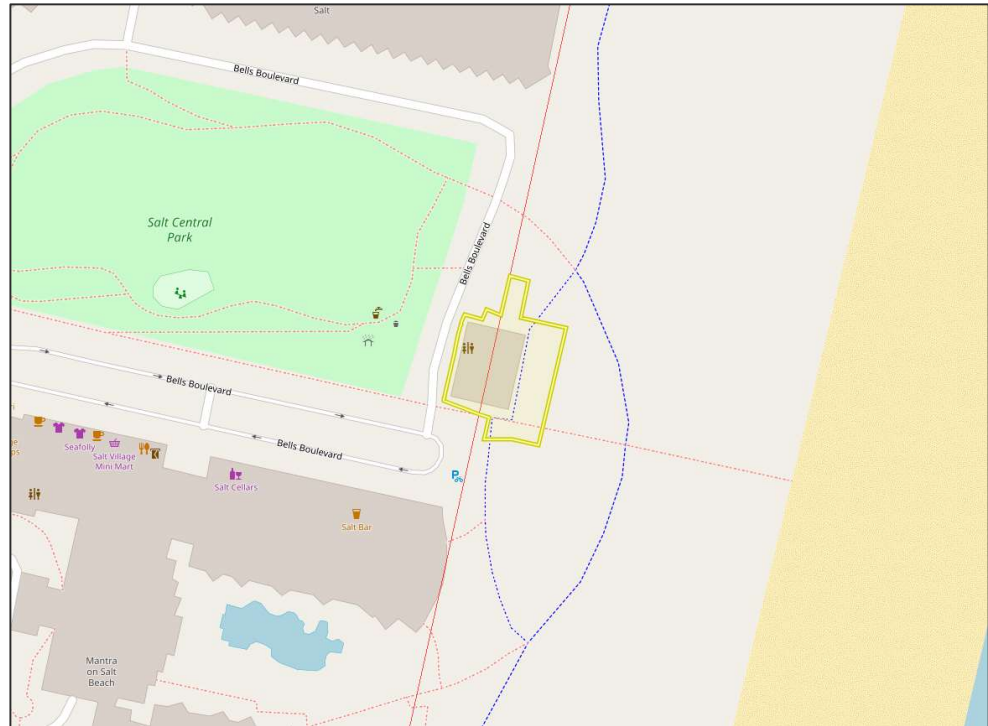 Salt
Bells Boulevard
Salt Central
Park
Bells Boulevard
Bells Boulevard
Bells Boulevard
Seafolly
Salt Village
Mini Mart
Salt Cellars
Salt Bar
P
Mantra
on Salt
Beach